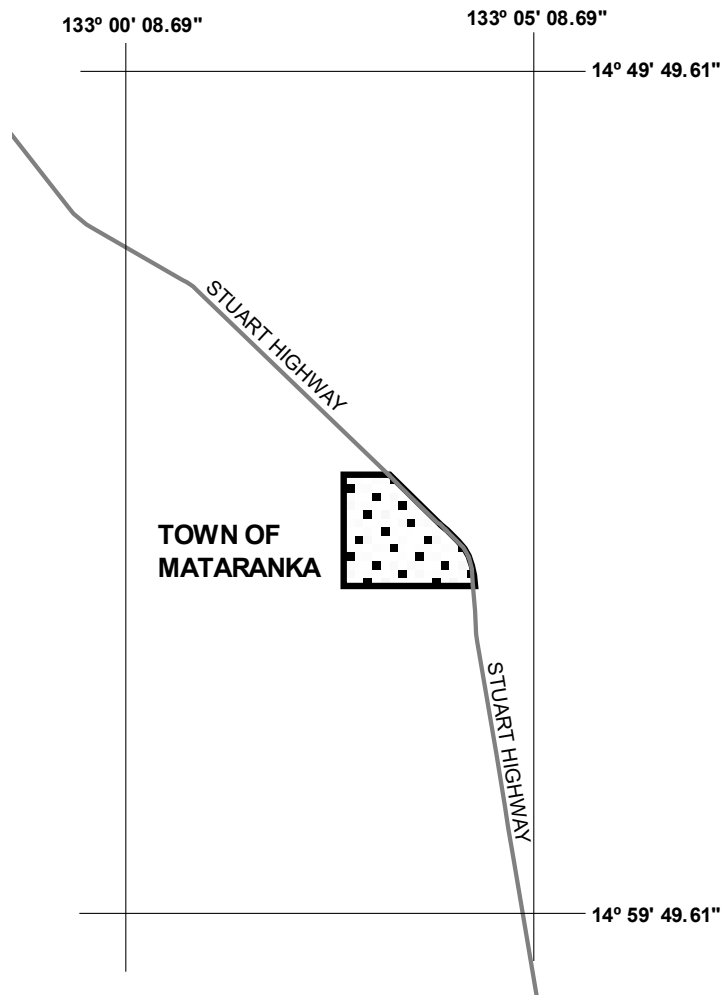 133º 00' 08.69"
133º 05' 08.69"
14º 49' 49.61"
STUART HIGHWAY
TOWN OF
MATARANKA
STUART HIGHWAY
14º 59' 49.61"